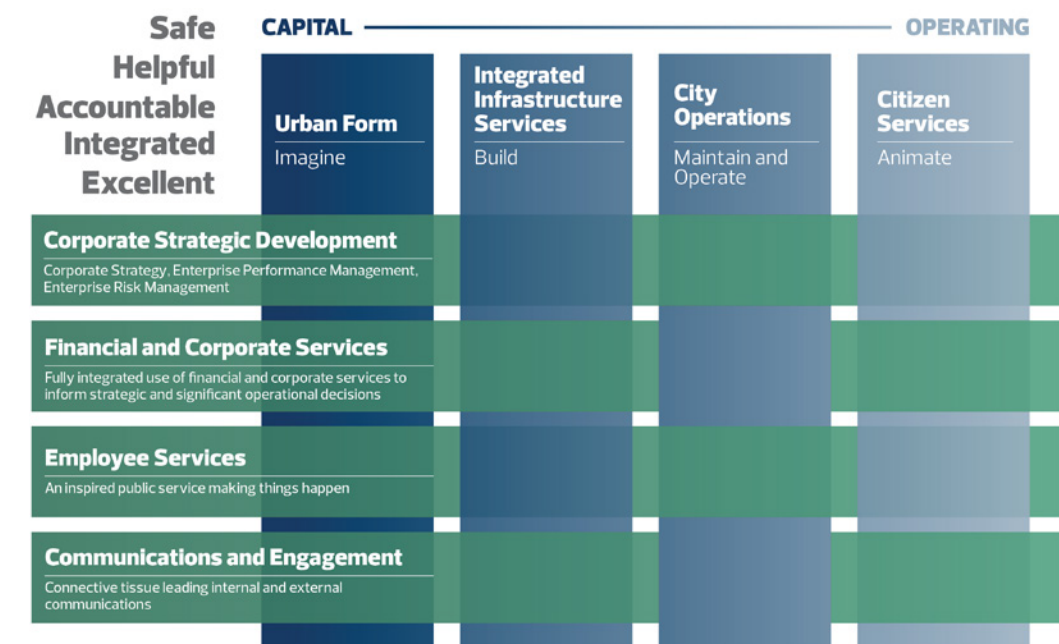 Safe
Helpful
Accountable
Integrated
Excellent
CAPITAL
OPERATING
Urban Form
Imagine
Integrated
Infrastructure
Services
Build
City
Operations
Maintain and
Operate
Citizen
Services
Animate
Corporate Strategic Development
Corporate Strategy, Enterprise Performance Management,
Enterprise Risk Management
Financial and Corporate Services
Fully integrated use of financial and corporate services to
inform strategic and significant operational decisions
Employee Services
An inspired public service making things happen
Communications and Engagement
Connective tissue leading internal and external
communications